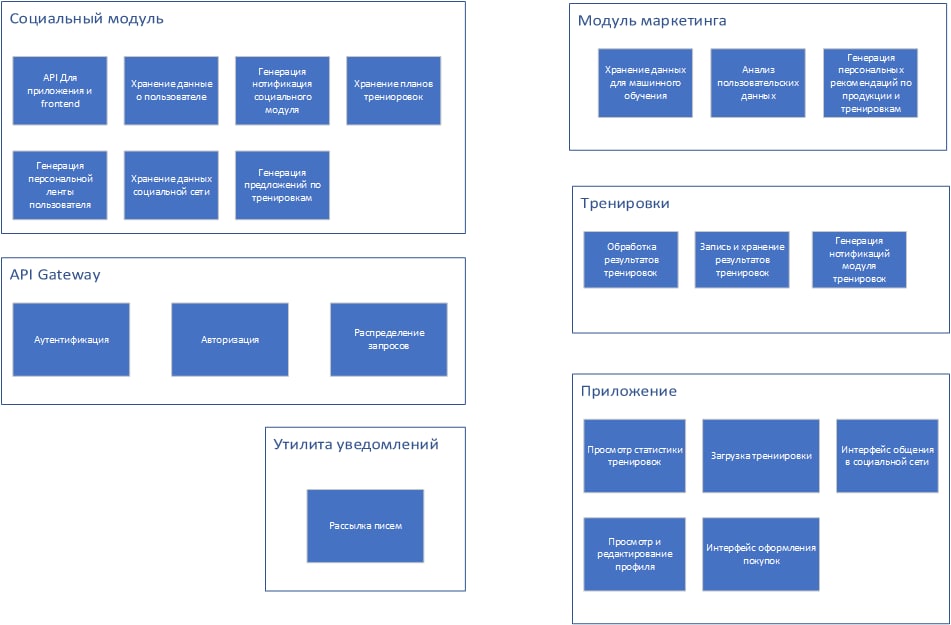 Социальный модуль
API Для
приложения и
frontend
Хранение данные
о пользователе
Генерация
нотификация
социального
модуля
Хранение планов
трениоровок
Генерация
персональной
ленты
пользователя
Хранение данных
социальной сети
Генерация
предложений по
тренировкам
API Gateway
Аутентификация
Авторизация
Распределение
запросов
Утилита уведомлений
Рассылка писем
Модуль маркетинга
Хранение данных
для машинного
обучения
Анализ
пользовательских
данных
Генерация
персональных
рекомендаций по
продукции и
тренировкам
Тренировки
Обработка
результатов
тренировок
Запись и хранение
результатов
тренировок
Генерация
нотификаций
модуля
тренировок
Приложение
Просмотр статистики
тренировок
Загрузка трениировки
Интерфейс общения
в социальной сети
Просмотр и
редактирование
профиля
Интерфейс оформления
покупок